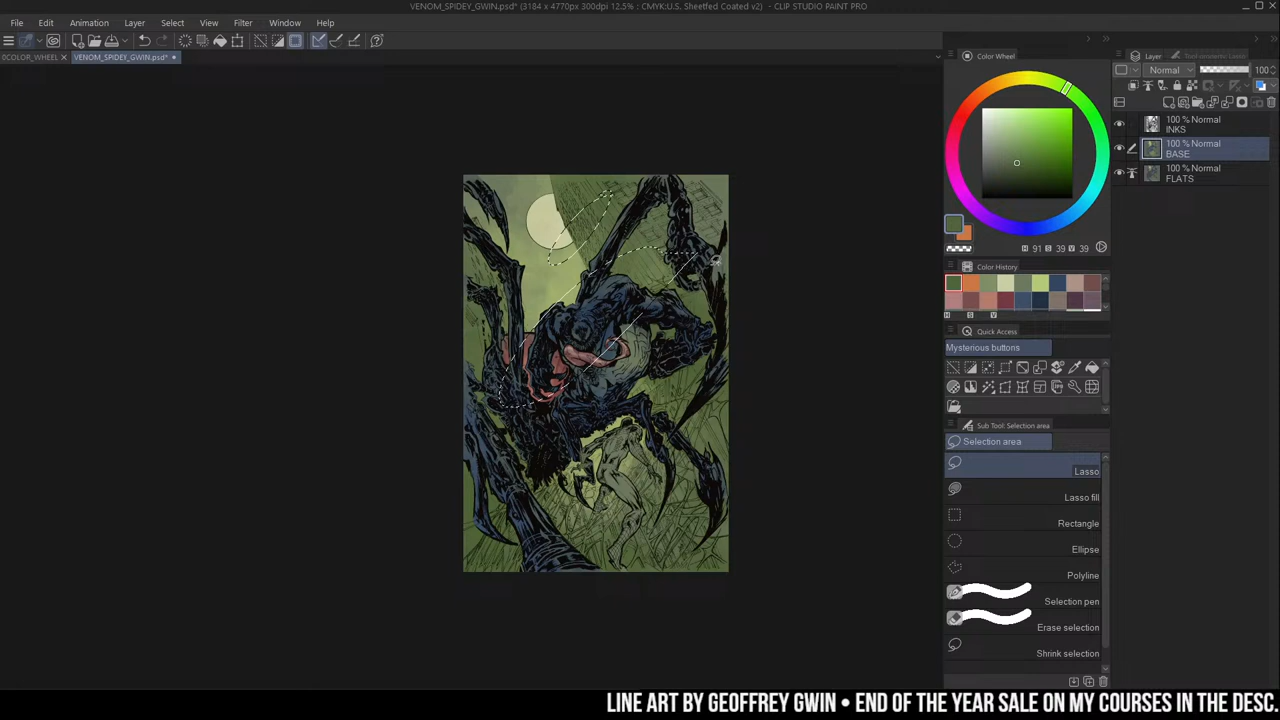 VENOM_SPIDEY_GWIN.psd* (3184 x 4770px 300dpi 12.5% : CMYK:U.S. Sheetfed Coated v2) - CLIP STUDIO PAINT PRO
File Edit Animation Layer Select View Filter Window Help
0COLOR_WHEEL VENOM_SPIDEY_GWIN.psd*
Color Wheel
H 91 S 39 V 39
Color History
H S V
Quick Access
Mysterious buttons
Sub Tool: Selection area
Selection area
Lasso
Lasso fill
Rectangle
Ellipse
Polyline
Selection pen
Erase selection
Shrink selection
Layer Tool property
Normal 100
100 % Normal
INKS
100 % Normal
BASE
100 % Normal
FLATS
LINE ART BY GEOFFREY GWIN • END OF THE YEAR SALE ON MY COURSES IN THE DESC.